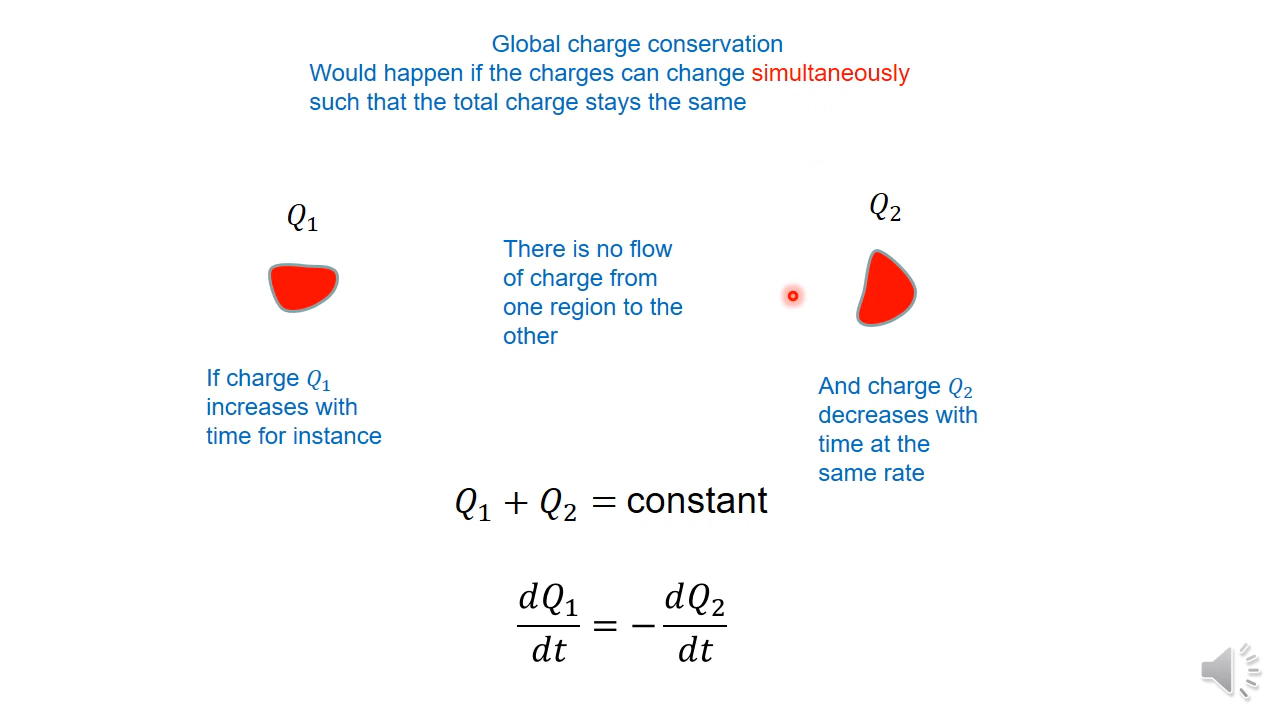 Global charge conservation
Would happen if the charges can change simultaneously
such that the total charge stays the same
Q₁
Q₂
There is no flow
of charge from
one region to the
other
If charge Q₁
increases with
time for instance
And charge Q₂
decreases with
time at the
same rate
Q₁ + Q₂ = constant
dQ₁/dt = −dQ₂/dt